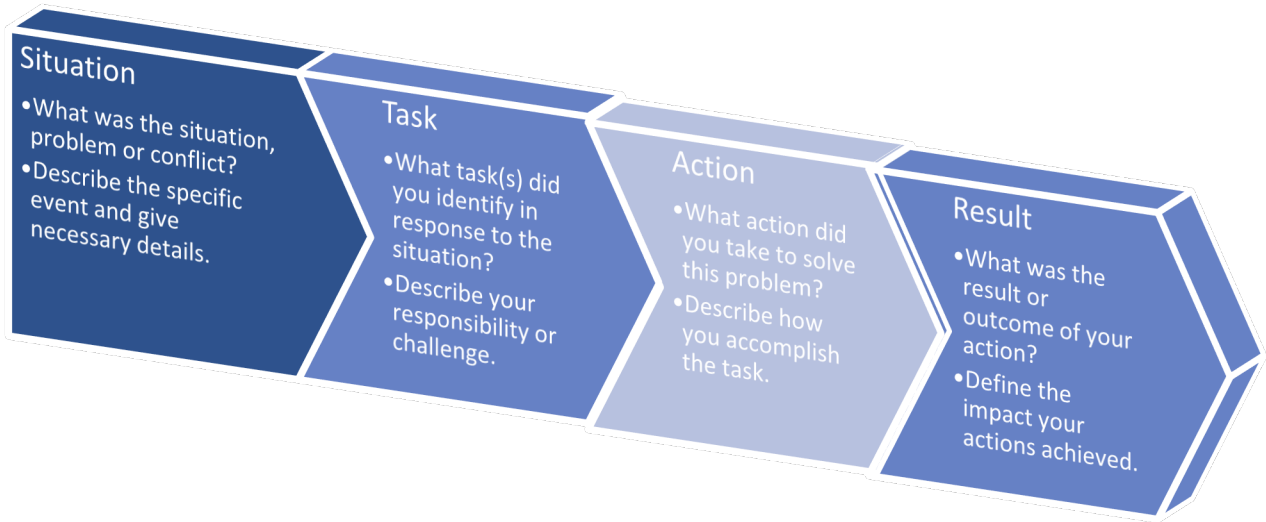 Situation
•What was the situation,
problem or conflict?
•Describe the specific
event and give
necessary details.
Task
•What task(s) did
you identify in
response to the
situation?
•Describe your
responsibility or
challenge.
Action
•What action did
you take to solve
this problem?
•Describe how
you accomplish
the task.
Result
•What was the
result or
outcome of your
action?
•Define the
impact your
actions achieved.